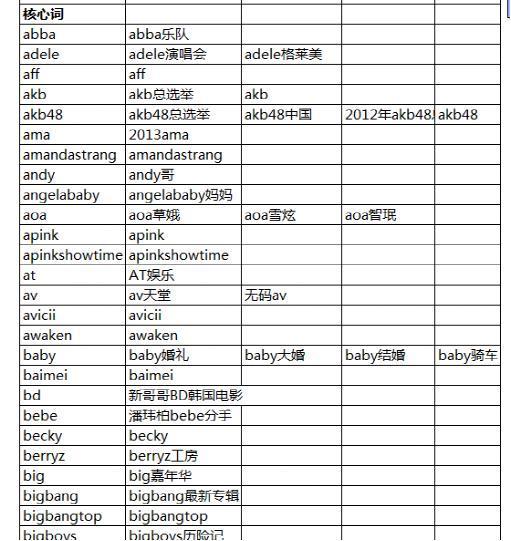 核心词
abba abba乐队
adele adele演唱会 adele格莱美
aff aff
akb akb总选举 akb
akb48 akb48总选举 akb48中国 2012年akb48 akb48
ama 2013ama
amandastrang amandastrang
andy andy哥
angelababy angelababy妈妈
aoa aoa草娥 aoa雪炫 aoa智珉
apink apink
apinkshowtime apinkshowtime
at AT娱乐
av av天堂 无码av
avicii avicii
awaken awaken
baby baby婚礼 baby大婚 baby结婚 baby骑车
baimei baimei
bd 新哥哥BD韩国电影
bebe 潘玮柏bebe分手
becky becky
berryz berryz工房
big big嘉年华
bigbang bigbang最新专辑
bigbangtop bigbangtop
bigboys bigboys历险记